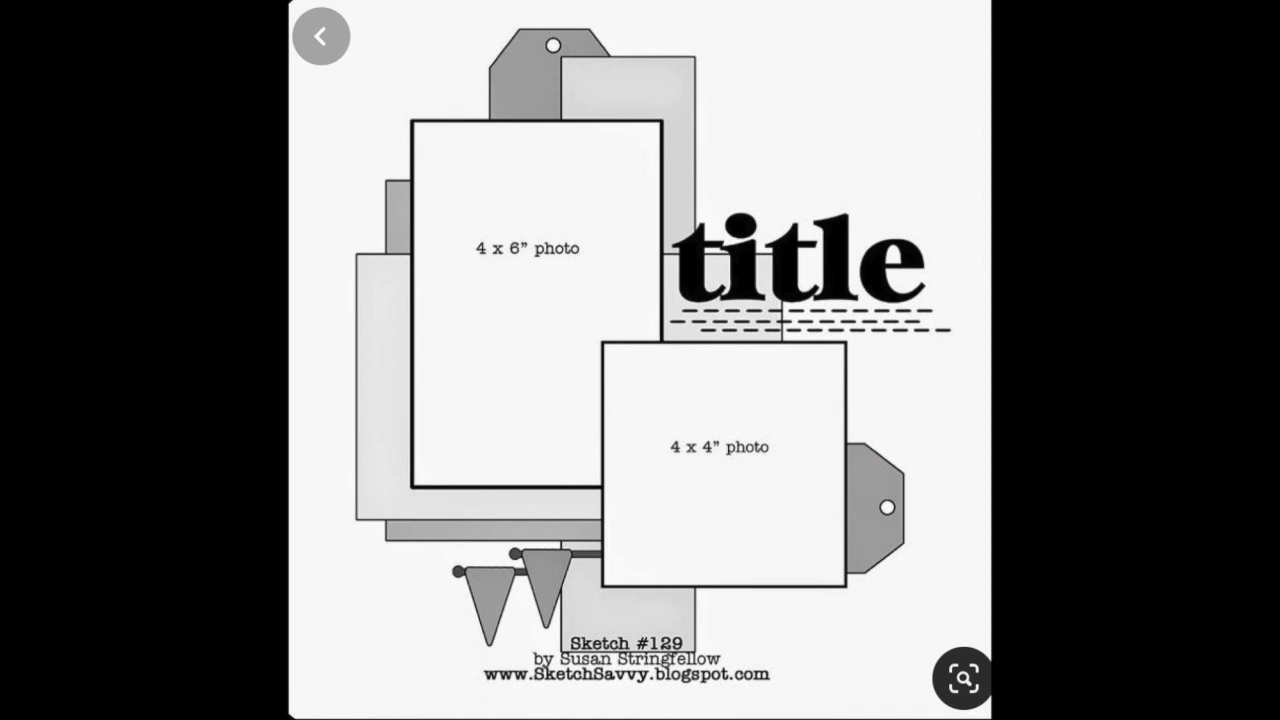 4 x 6” photo
title
4 x 4” photo
Sketch #129
by Susan Stringfellow
www.SketchSavvy.blogspot.com